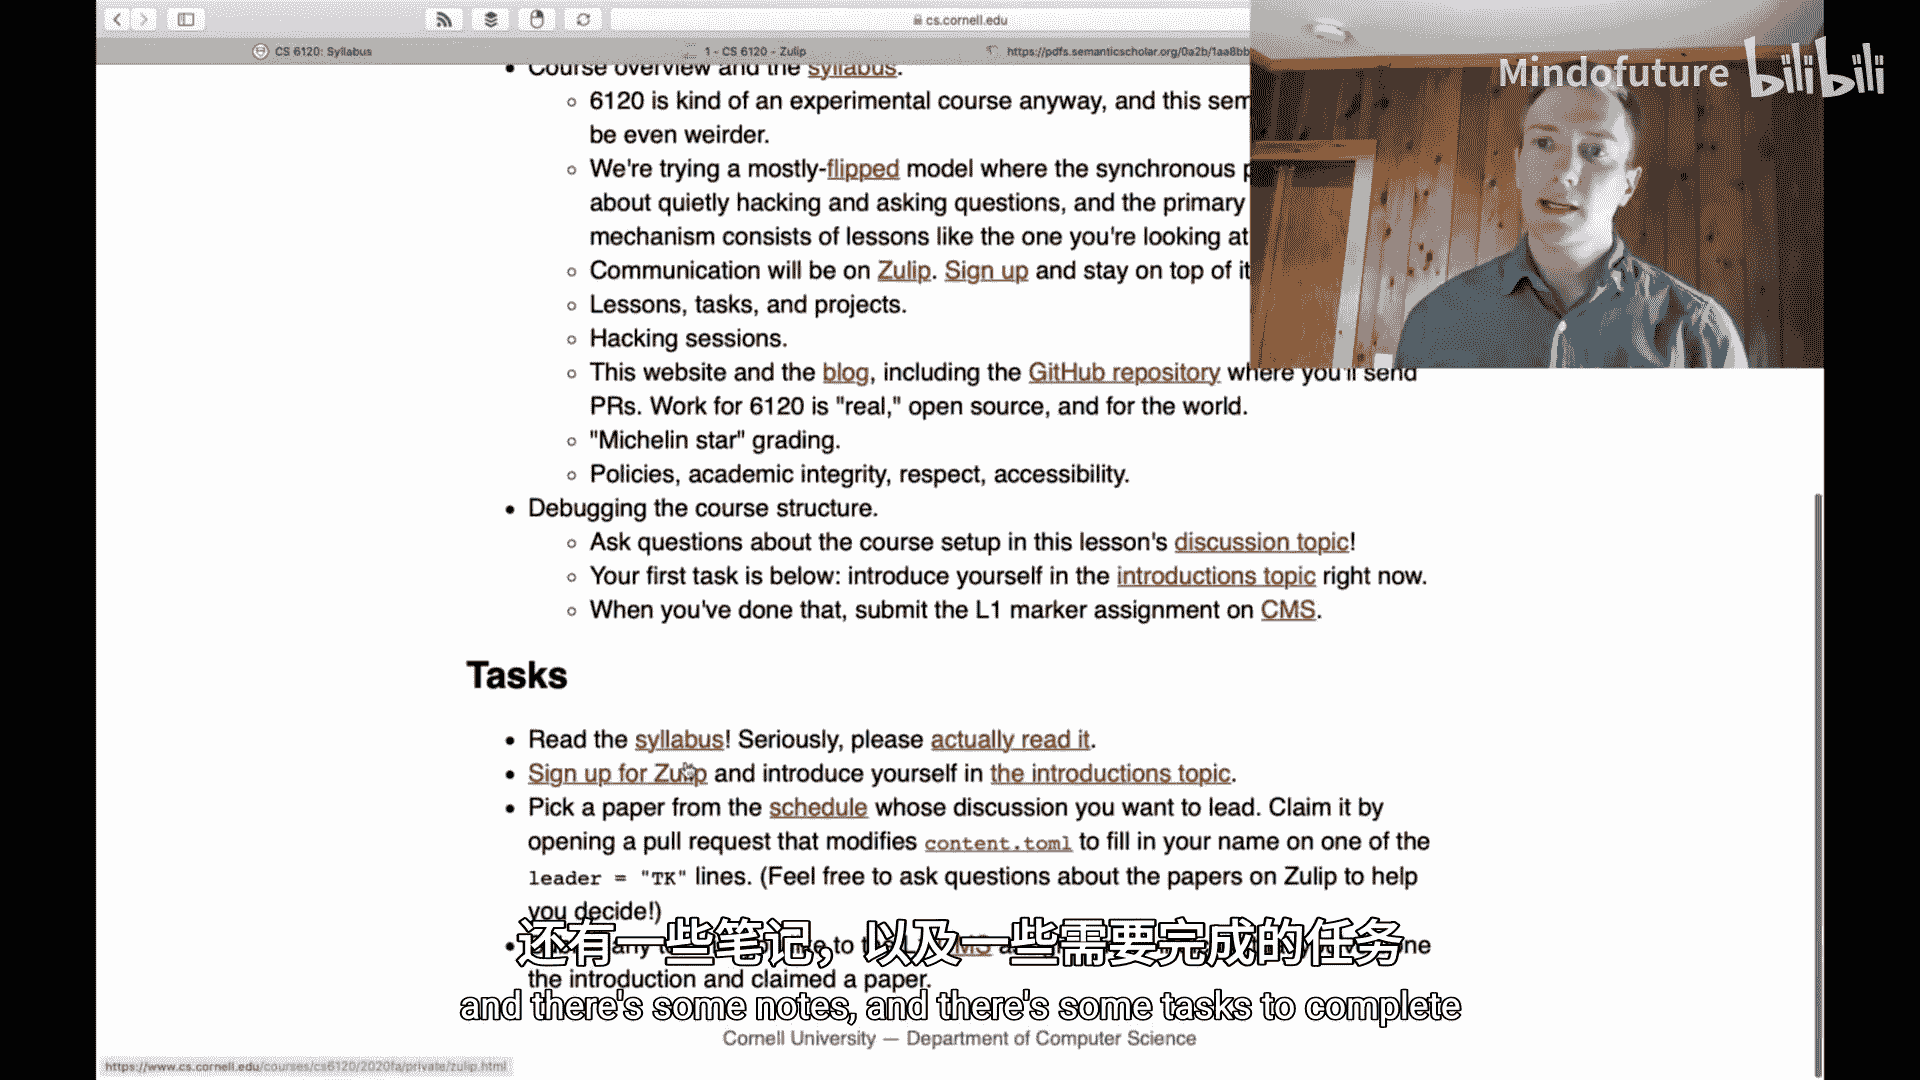 cs.cornell.edu
CS 6120: Syllabus
1 - CS 6120 - Zulip
https://pdfs.semanticscholar.org/0a2b/1aa8bb
Mindofuture bilibili
Course overview and the syllabus.
6120 is kind of an experimental course anyway, and this sem
be even weirder.
We're trying a mostly-flipped model where the synchronous p
about quietly hacking and asking questions, and the primary
mechanism consists of lessons like the one you're looking at
Communication will be on Zulip. Sign up and stay on top of it
Lessons, tasks, and projects.
Hacking sessions.
This website and the blog, including the GitHub repository where you'll send
PRs. Work for 6120 is "real," open source, and for the world.
"Michelin star" grading.
Policies, academic integrity, respect, accessibility.
Debugging the course structure.
Ask questions about the course setup in this lesson's discussion topic!
Your first task is below: introduce yourself in the introductions topic right now.
When you've done that, submit the L1 marker assignment on CMS.
Tasks
Read the syllabus! Seriously, please actually read it.
Sign up for Zulip and introduce yourself in the introductions topic.
Pick a paper from the schedule whose discussion you want to lead. Claim it by
opening a pull request that modifies content.toml to fill in your name on one of the
leader = "TK" lines. (Feel free to ask questions about the papers on Zulip to help
you decide!)
还有一些笔记，以及一些需要完成的任务
the introduction and claimed a paper.
and there's some notes, and there's some tasks to complete
Cornell University — Department of Computer Science
https://www.cs.cornell.edu/courses/cs6120/2020fa/private/zulip.html